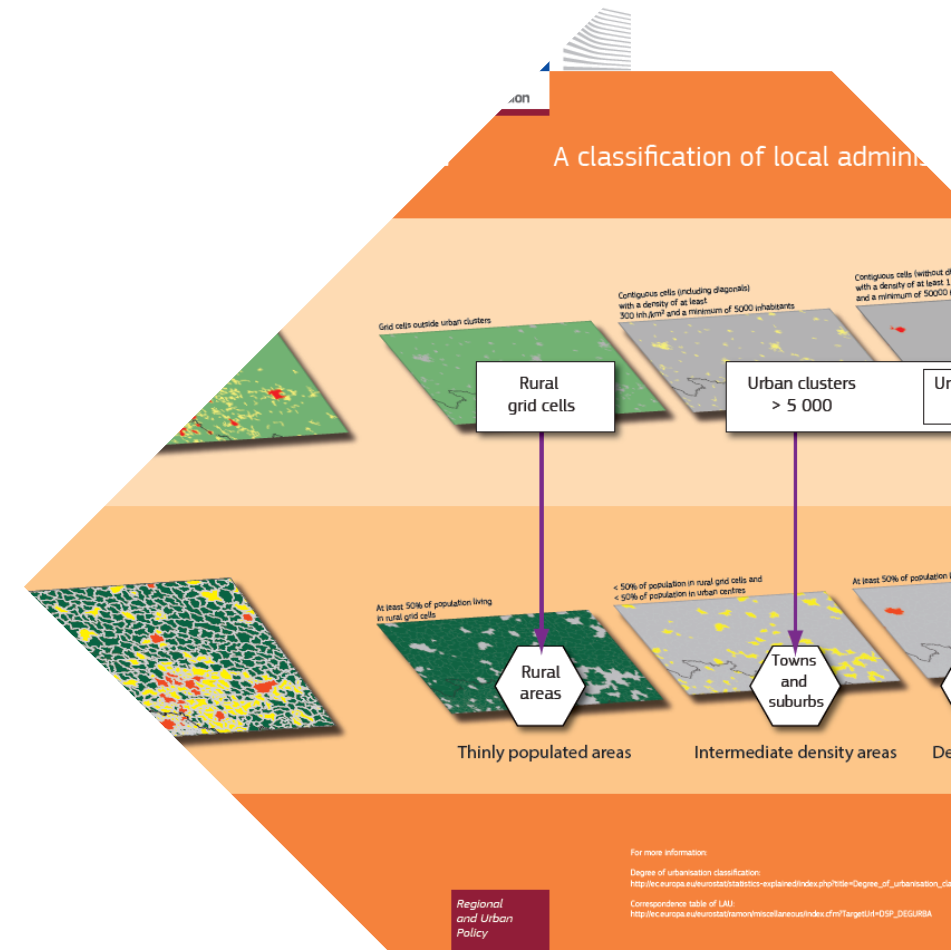 A classification of local
Contiguous cells (without
with a density of at least
and a minimum of 50000
Contiguous cells (including diagonals)
with a density of at least
300 inh/km² and a minimum of 5000 inhabitants
Grid cells outside urban clusters
Rural
grid cells
Urban clusters
> 5 000
< 50% of population in rural grid cells and
< 50% of population in urban centres
At least 50% of population
At least 50% of population living
in rural grid cells
Rural
areas
Towns
and
suburbs
Thinly populated areas
Intermediate density areas
For more information:
Degree of urbanisation classification:
http://ec.europa.eu/eurostat/statistics-explained/index.php?title=Degree_of_urbanisation_cla
Correspondence table of LAU:
http://ec.europa.eu/eurostat/ramon/miscellaneous/index.cfm?TargetUrl=DSP_DEGURBA
Regional
and Urban
Policy